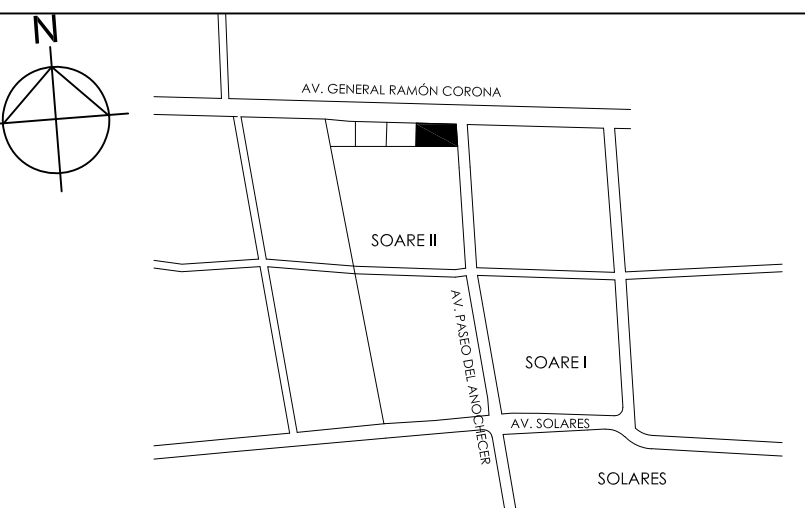 N
AV. GENERAL RAMÓN CORONA
SOARE II
AV. PASEO DEL ANOCHECER
SOARE I
AV. SOLARES
SOLARES